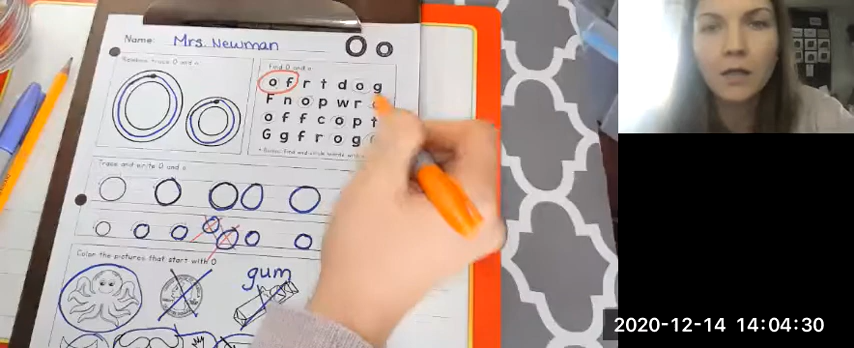 Name: Mrs. Newman
O o
Rainbow trace O and o.
Find O and o.
o f r t d o g
F n o p w r
o f f c o p t
G g f r o g
Trace and write O and o.
Color the pictures that start with O
gum
2020-12-14 14:04:30